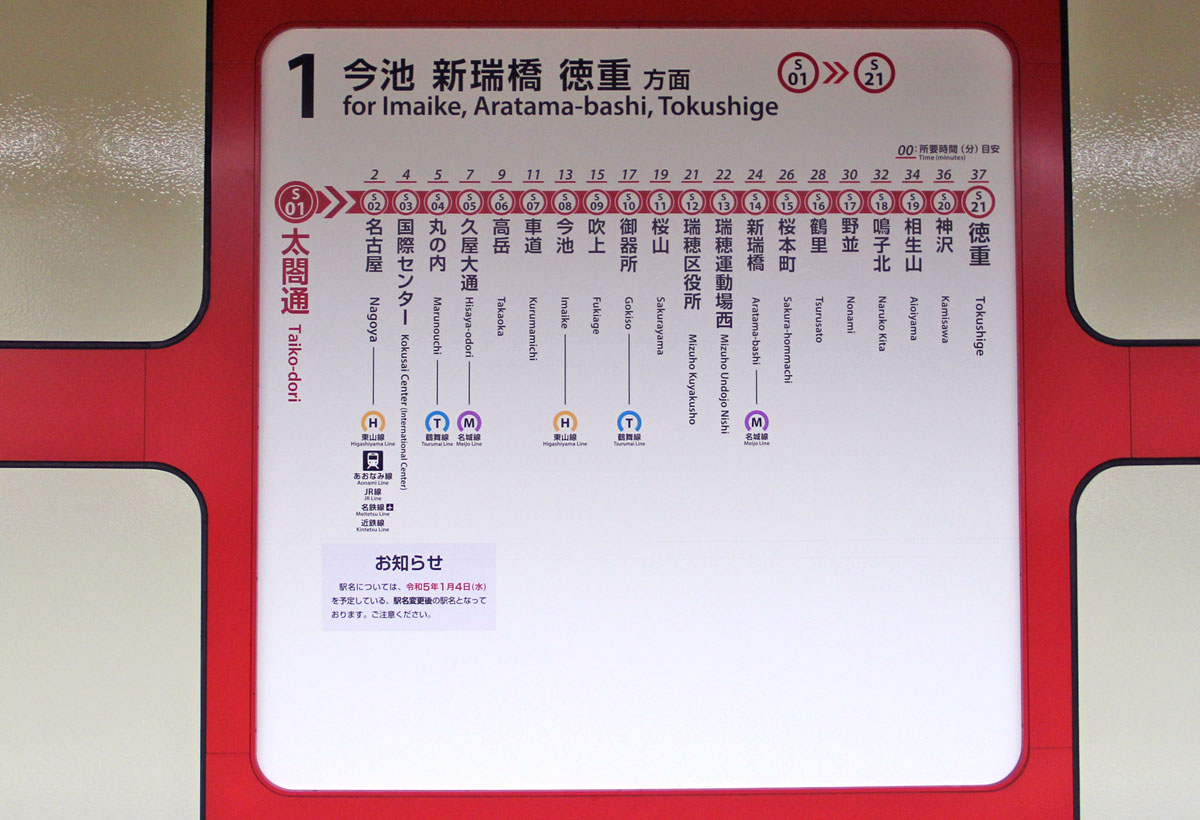 1
今池 新瑞橋 徳重 方面
for Imaike, Aratama-bashi, Tokushige
S 01 S 21
00:所要時間(分)目安
Time (minutes)
2 4 5 7 9 11 13 15 17 19 21 22 24 26 28 30 32 34 36 37
S 01 S 02 S 03 S 04 S 05 S 06 S 07 S 08 S 09 S 10 S 11 S 12 S 13 S 14 S 15 S 16 S 17 S 18 S 19 S 20 S 21
太閤通 Taiko-dori
名古屋 Nagoya
国際センター Kokusai Center (International Center)
丸の内 Marunouchi
久屋大通 Hisaya-odori
高岳 Takaoka
車道 Kurumamichi
今池 Imaike
吹上 Fukiage
御器所 Gokiso
桜山 Sakurayama
瑞穂区役所 Mizuho Kuyakusho
瑞穂運動場西 Mizuho Undojo Nishi
新瑞橋 Aratama-bashi
桜本町 Sakura-hommachi
鶴里 Tsurusato
野並 Nonami
鳴子北 Naruko Kita
相生山 Aioiyama
神沢 Kamisawa
徳重 Tokushige
H
東山線
Higashiyama Line
あおなみ線
Aonami Line
JR線
JR Line
名鉄線
Meitetsu Line
近鉄線
Kintetsu Line
T
鶴舞線
Tsurumai Line
M
名城線
Meijo Line
H
東山線
Higashiyama Line
T
鶴舞線
Tsurumai Line
M
名城線
Meijo Line
お知らせ
駅名については、令和5年1月4日(水)
を予定している、駅名変更後の駅名となって
おります。ご注意ください。